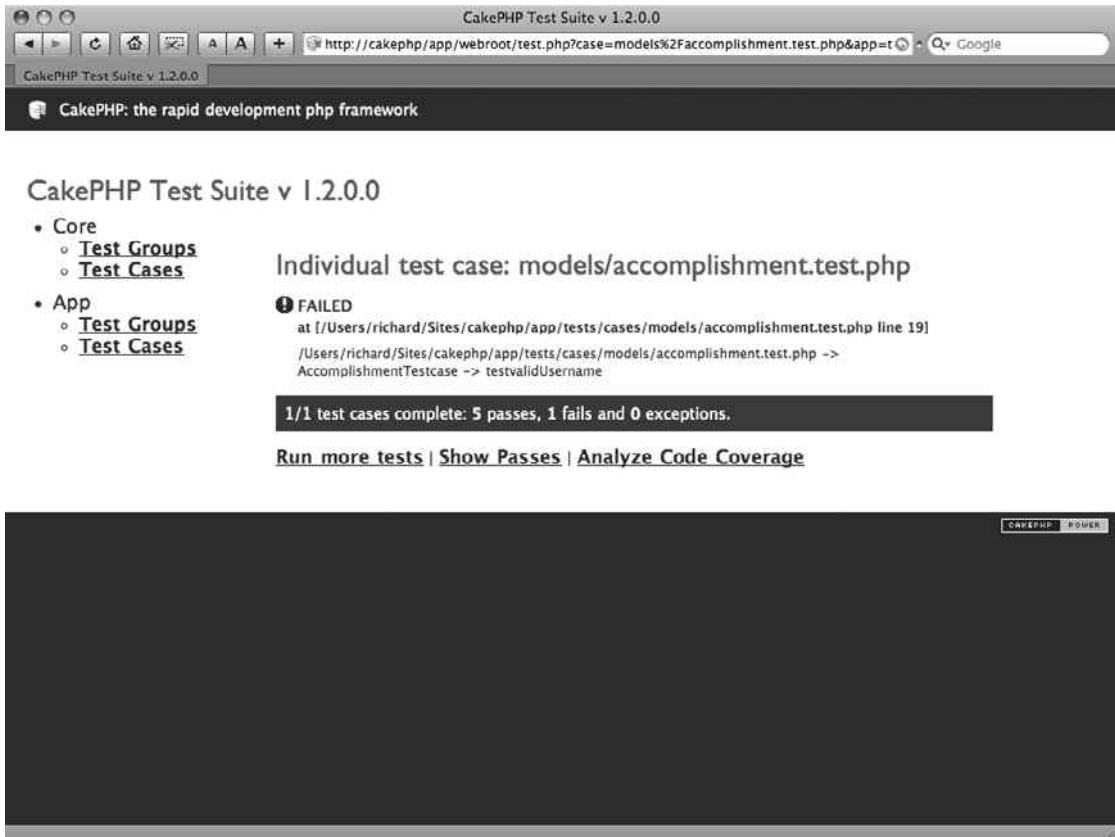 CakePHP Test Suite v 1.2.0.0
A A + http://cakephp/app/webroot/test.php?case=models%2Faccomplishment.test.php&app=t Google
CakePHP Test Suite v 1.2.0.0
CakePHP: the rapid development php framework
CakePHP Test Suite v 1.2.0.0
• Core
◦ Test Groups
◦ Test Cases
• App
◦ Test Groups
◦ Test Cases
Individual test case: models/accomplishment.test.php
FAILED
at [/Users/richard/Sites/cakephp/app/tests/cases/models/accomplishment.test.php line 19]
/Users/richard/Sites/cakephp/app/tests/cases/models/accomplishment.test.php ->
AccomplishmentTestcase -> testvalidUsername
1/1 test cases complete: 5 passes, 1 fails and 0 exceptions.
Run more tests | Show Passes | Analyze Code Coverage
CAKEPHP POWER